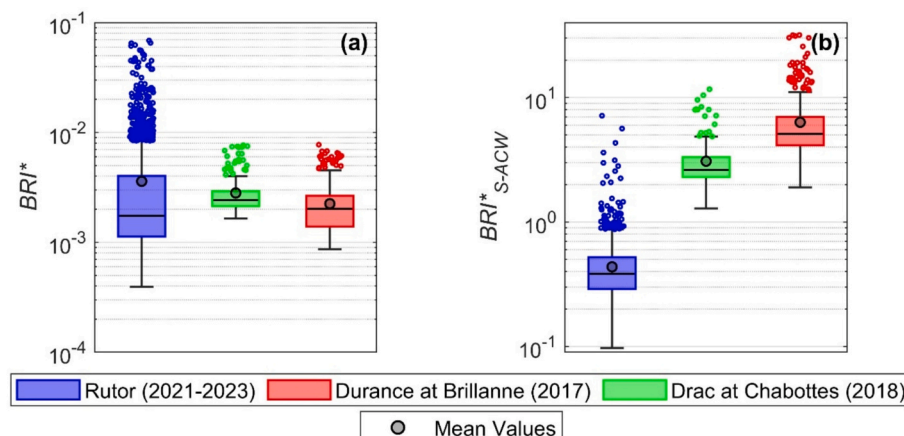 (a)
BRI*
10^-1
10^-2
10^-3
10^-4
(b)
BRI*_S-ACW
10^1
10^0
10^-1
Rutor (2021-2023) Durance at Brillanne (2017) Drac at Chabottes (2018)
Mean Values